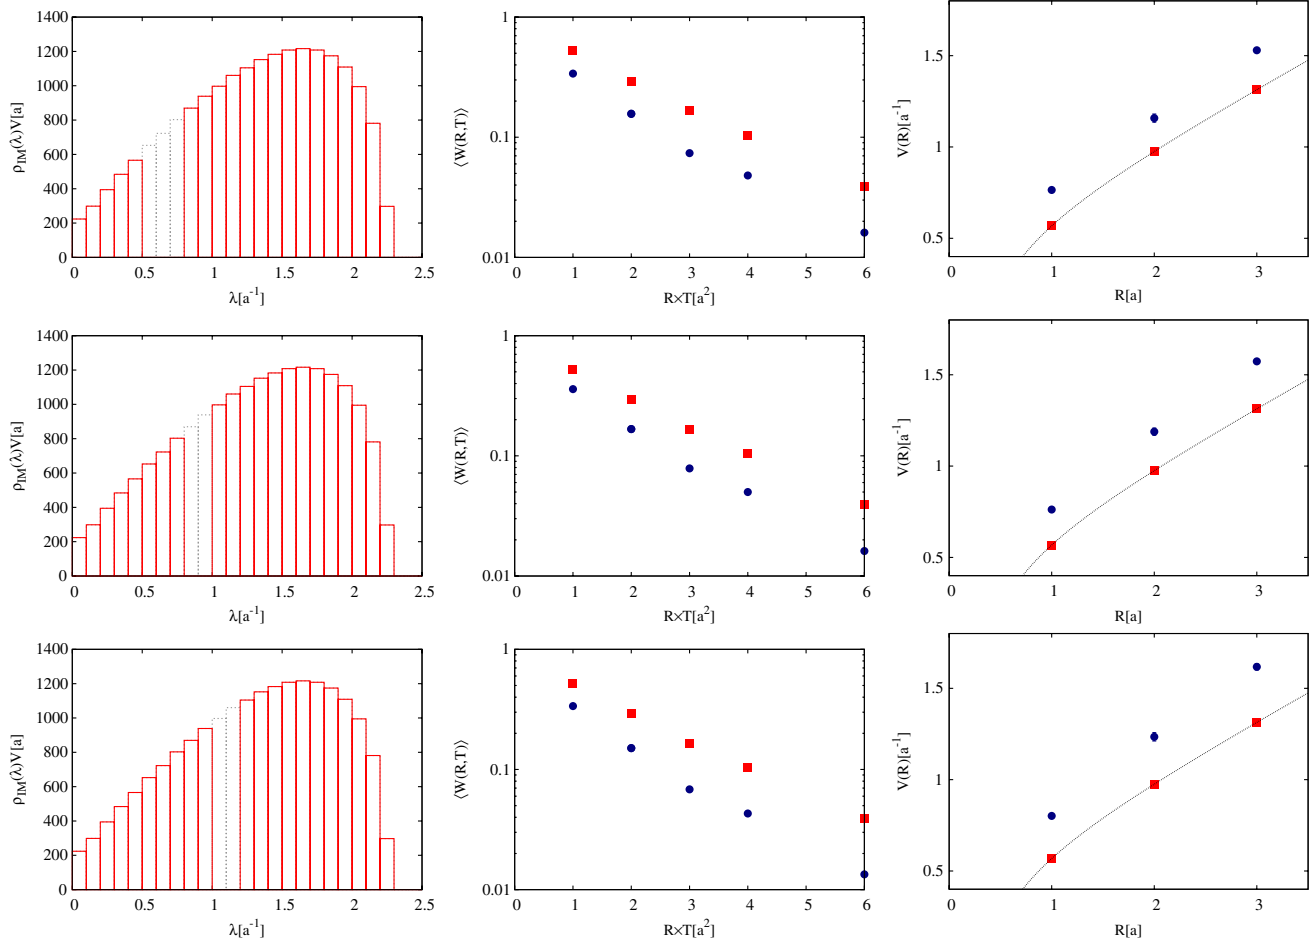 1400
1200
1000
800
600
400
200
0
ρIM(λ)V[a]
0 0.5 1 1.5 2 2.5
λ[a-1]
1
0.1
0.01
⟨W(R,T)⟩
0 1 2 3 4 5 6
R×T[a2]
1.5
1
0.5
V(R)[a-1]
0 1 2 3
R[a]
1400
1200
1000
800
600
400
200
0
ρIM(λ)V[a]
0 0.5 1 1.5 2 2.5
λ[a-1]
1
0.1
0.01
⟨W(R,T)⟩
0 1 2 3 4 5 6
R×T[a2]
1.5
1
0.5
V(R)[a-1]
0 1 2 3
R[a]
1400
1200
1000
800
600
400
200
0
ρIM(λ)V[a]
0 0.5 1 1.5 2 2.5
λ[a-1]
1
0.1
0.01
⟨W(R,T)⟩
0 1 2 3 4 5 6
R×T[a2]
1.5
1
0.5
V(R)[a-1]
0 1 2 3
R[a]